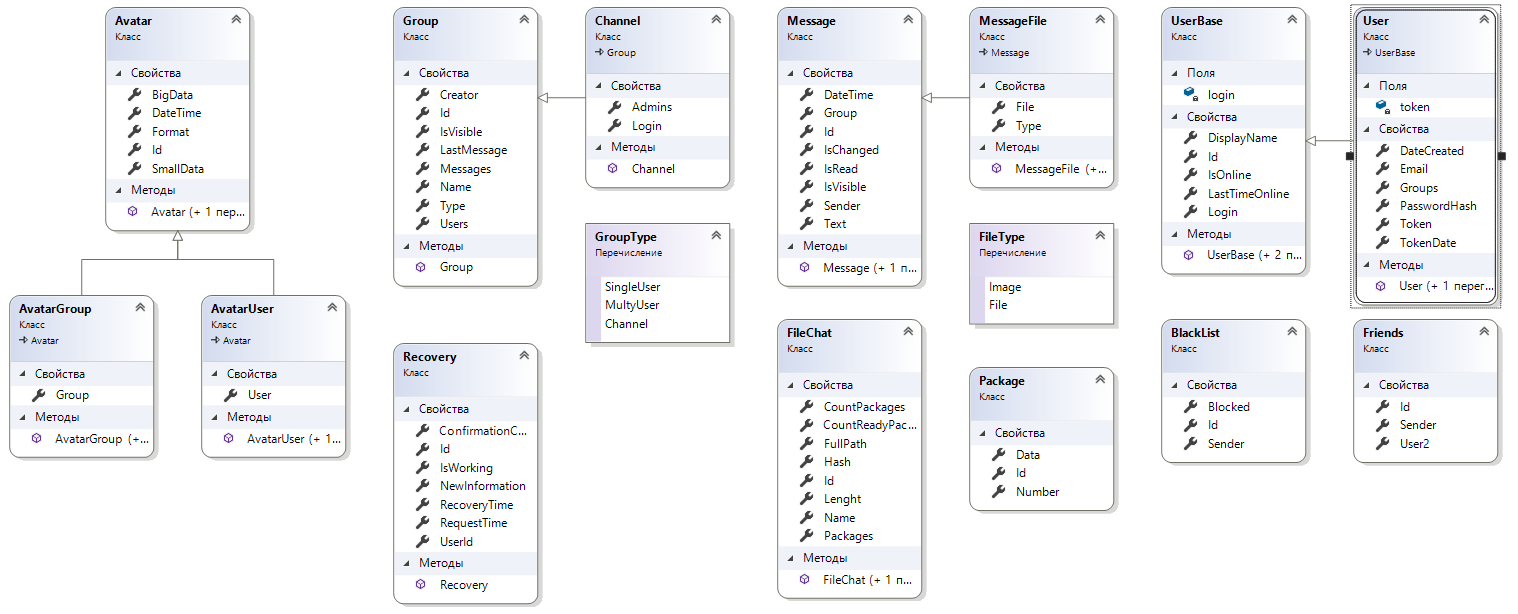 Avatar
Класс
Свойства
BigData
DateTime
Format
Id
SmallData
Методы
Avatar (+ 1 пер...
AvatarGroup
Класс
Avatar
Свойства
Group
Методы
AvatarGroup (+...
AvatarUser
Класс
Avatar
Свойства
User
Методы
AvatarUser (+ 1...
Group
Класс
Свойства
Creator
Id
IsVisible
LastMessage
Messages
Name
Type
Users
Методы
Group
Recovery
Класс
Свойства
ConfirmationC...
Id
IsWorking
NewInformation
RecoveryTime
RequestTime
UserId
Методы
Recovery
Channel
Класс
Group
Свойства
Admins
Login
Методы
Channel
GroupType
Перечисление
SingleUser
MultyUser
Channel
Message
Класс
Свойства
DateTime
Group
Id
IsChanged
IsRead
IsVisible
Sender
Text
Методы
Message (+ 1 п...
FileChat
Класс
Свойства
CountPackages
CountReadyPac...
FullPath
Hash
Id
Lenght
Name
Packages
Методы
FileChat (+ 1 п...
MessageFile
Класс
Message
Свойства
File
Type
Методы
MessageFile (+...
FileType
Перечисление
Image
File
Package
Класс
Свойства
Data
Id
Number
UserBase
Класс
Поля
login
Свойства
DisplayName
Id
IsOnline
LastTimeOnline
Login
Методы
UserBase (+ 2 п...
BlackList
Класс
Свойства
Blocked
Id
Sender
User
Класс
UserBase
Поля
token
Свойства
DateCreated
Email
Groups
PasswordHash
Token
TokenDate
Методы
User (+ 1 перег...
Friends
Класс
Свойства
Id
Sender
User2